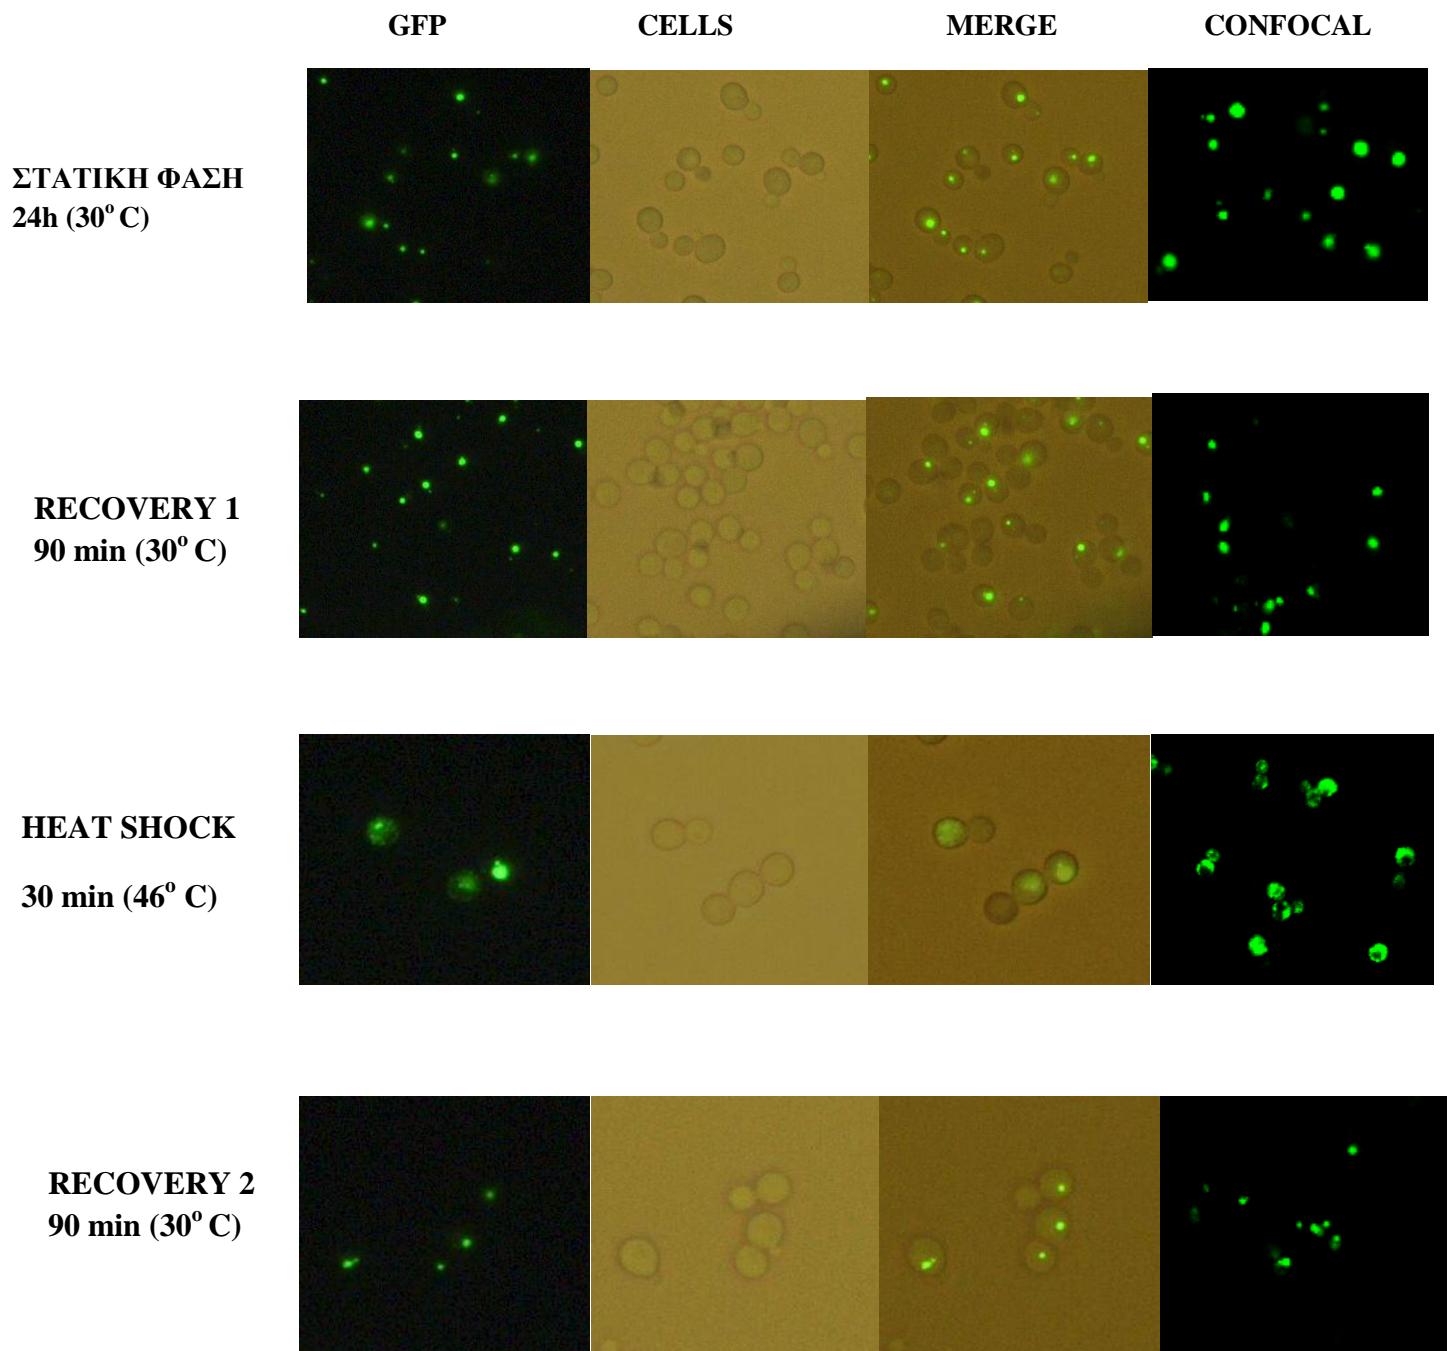 GFP CELLS MERGE CONFOCAL
ΣΤΑΤΙΚΗ ΦΑΣΗ
24h (30° C)
RECOVERY 1
90 min (30° C)
HEAT SHOCK
30 min (46° C)
RECOVERY 2
90 min (30° C)